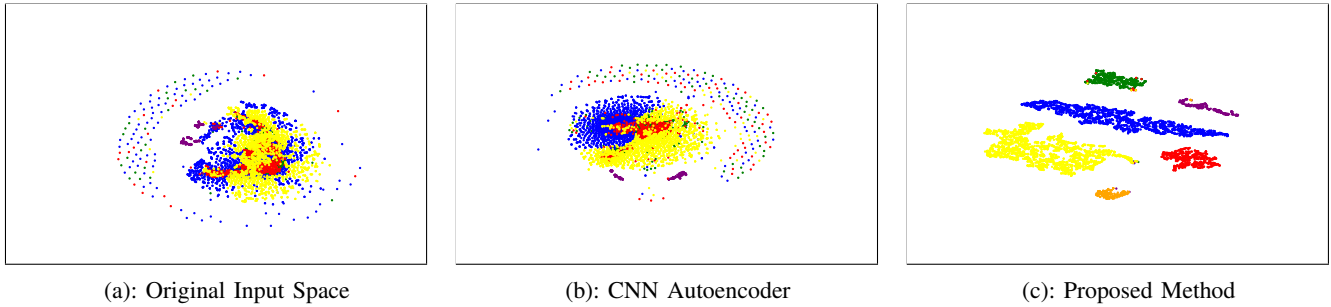 (a): Original Input Space
(b): CNN Autoencoder
(c): Proposed Method